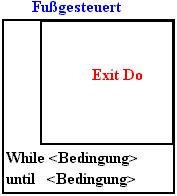 Fußgesteuert
Exit Do
While <Bedingung>
until <Bedingung>